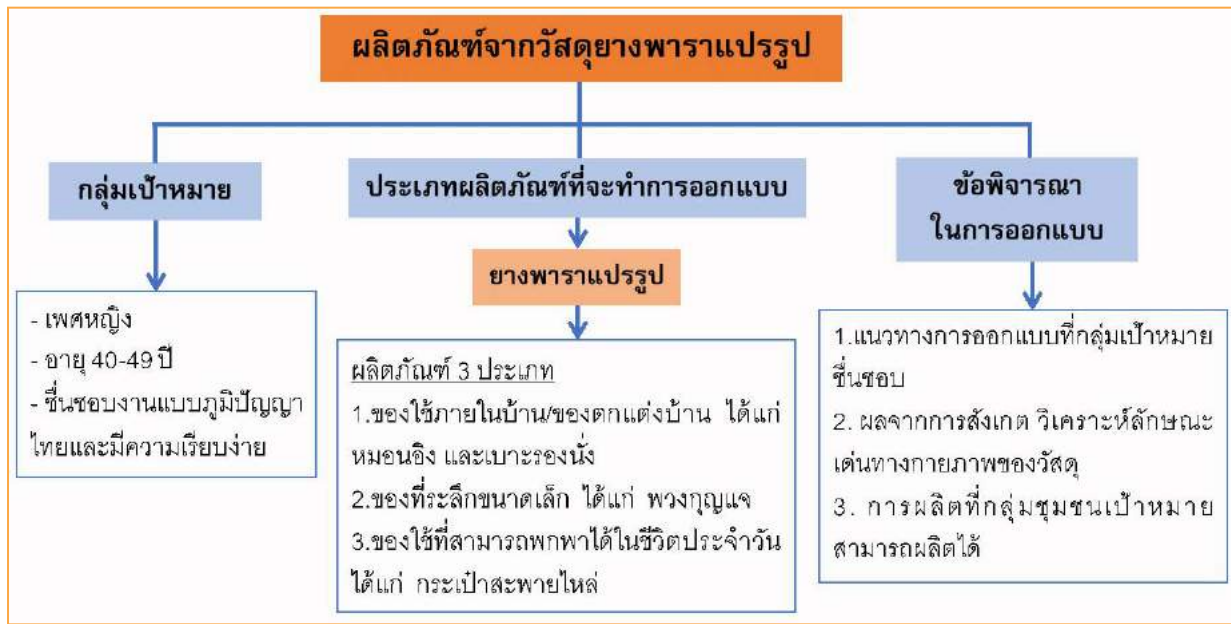 ผลิตภัณฑ์จากวัสดุยางพาราแปรรูป
กลุ่มเป้าหมาย
- เพศหญิง
- อายุ 40-49 ปี
- ชื่นชอบงานแบบภูมิปัญญา
ไทยและมีความเรียบง่าย
ประเภทผลิตภัณฑ์ที่จะทำการออกแบบ
ยางพาราแปรรูป
ผลิตภัณฑ์ 3 ประเภท
1.ของใช้ภายในบ้าน/ของตกแต่งบ้าน ได้แก่
หมอนอิง และเบาะรองนั่ง
2.ของที่ระลึกขนาดเล็ก ได้แก่ พวงกุญแจ
3.ของใช้ที่สามารถพกพาได้ในชีวิตประจำวัน
ได้แก่ กระเป๋าสะพายไหล่
ข้อพิจารณา
ในการออกแบบ
1.แนวทางการออกแบบที่กลุ่มเป้าหมาย
ชื่นชอบ
2. ผลจากการสังเกต วิเคราะห์ลักษณะ
เด่นทางกายภาพของวัสดุ
3. การผลิตที่กลุ่มชุมชนเป้าหมาย
สามารถผลิตได้